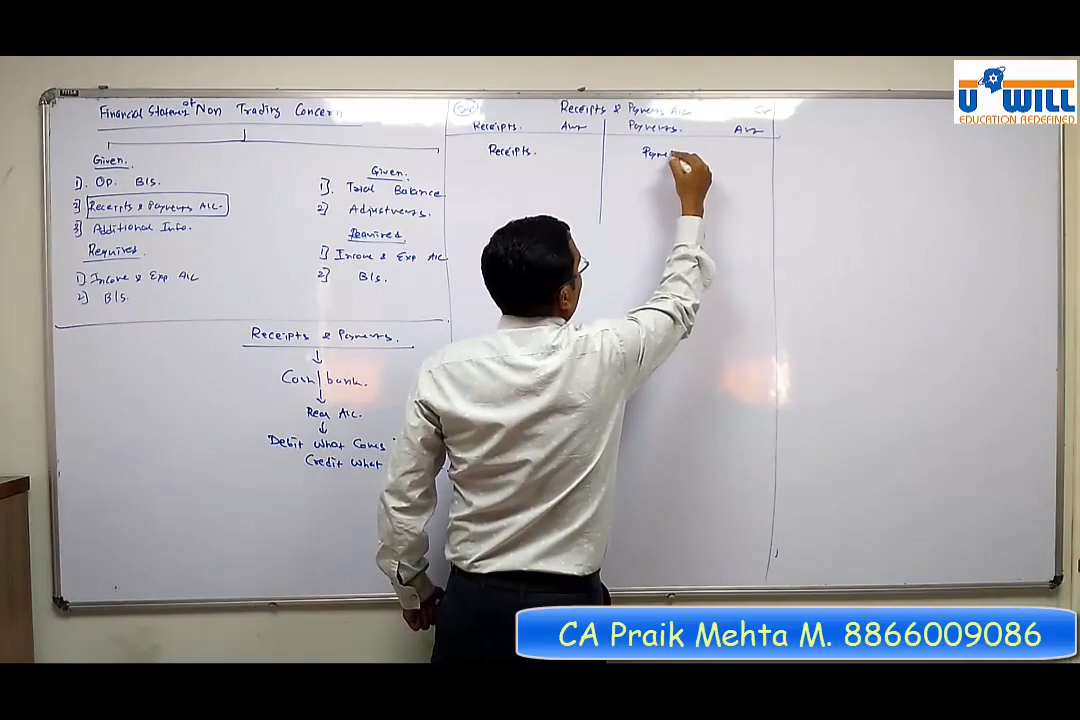 Financial Statement of Non Trading Concern
Given.
1). Op. B/s.
2) Receipts & Payments A/c.
3) Additional Info.
Required.
1) Income & Exp A/c
2) B/s.
Given.
1). Trial Balance
2) Adjustments.
Required.
1) Income & Exp A/c
2) B/s.
Receipts & Payments.
Cash/bank.
Real A/c.
Debit What Comes
Credit What
Receipts & Payments A/c
Dr
Cr
Receipts. Amt Payments. Amt
Receipts.
Payme
U WILL
EDUCATION REDEFINED
CA Praik Mehta M. 8866009086